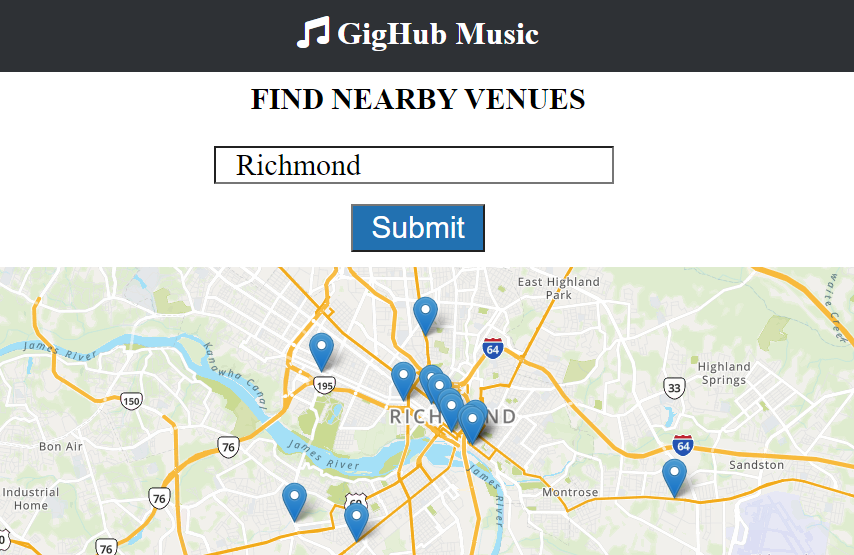 GigHub Music
FIND NEARBY VENUES
Richmond
Submit
East Highland
Park
Waite Creek
64
James River
Kanawha Canal
195
Highland
Springs
33
150
RICHMOND
76
Bon Air
James River
64
Sandston
James River
Industrial
Home
76
Montrose
60
76